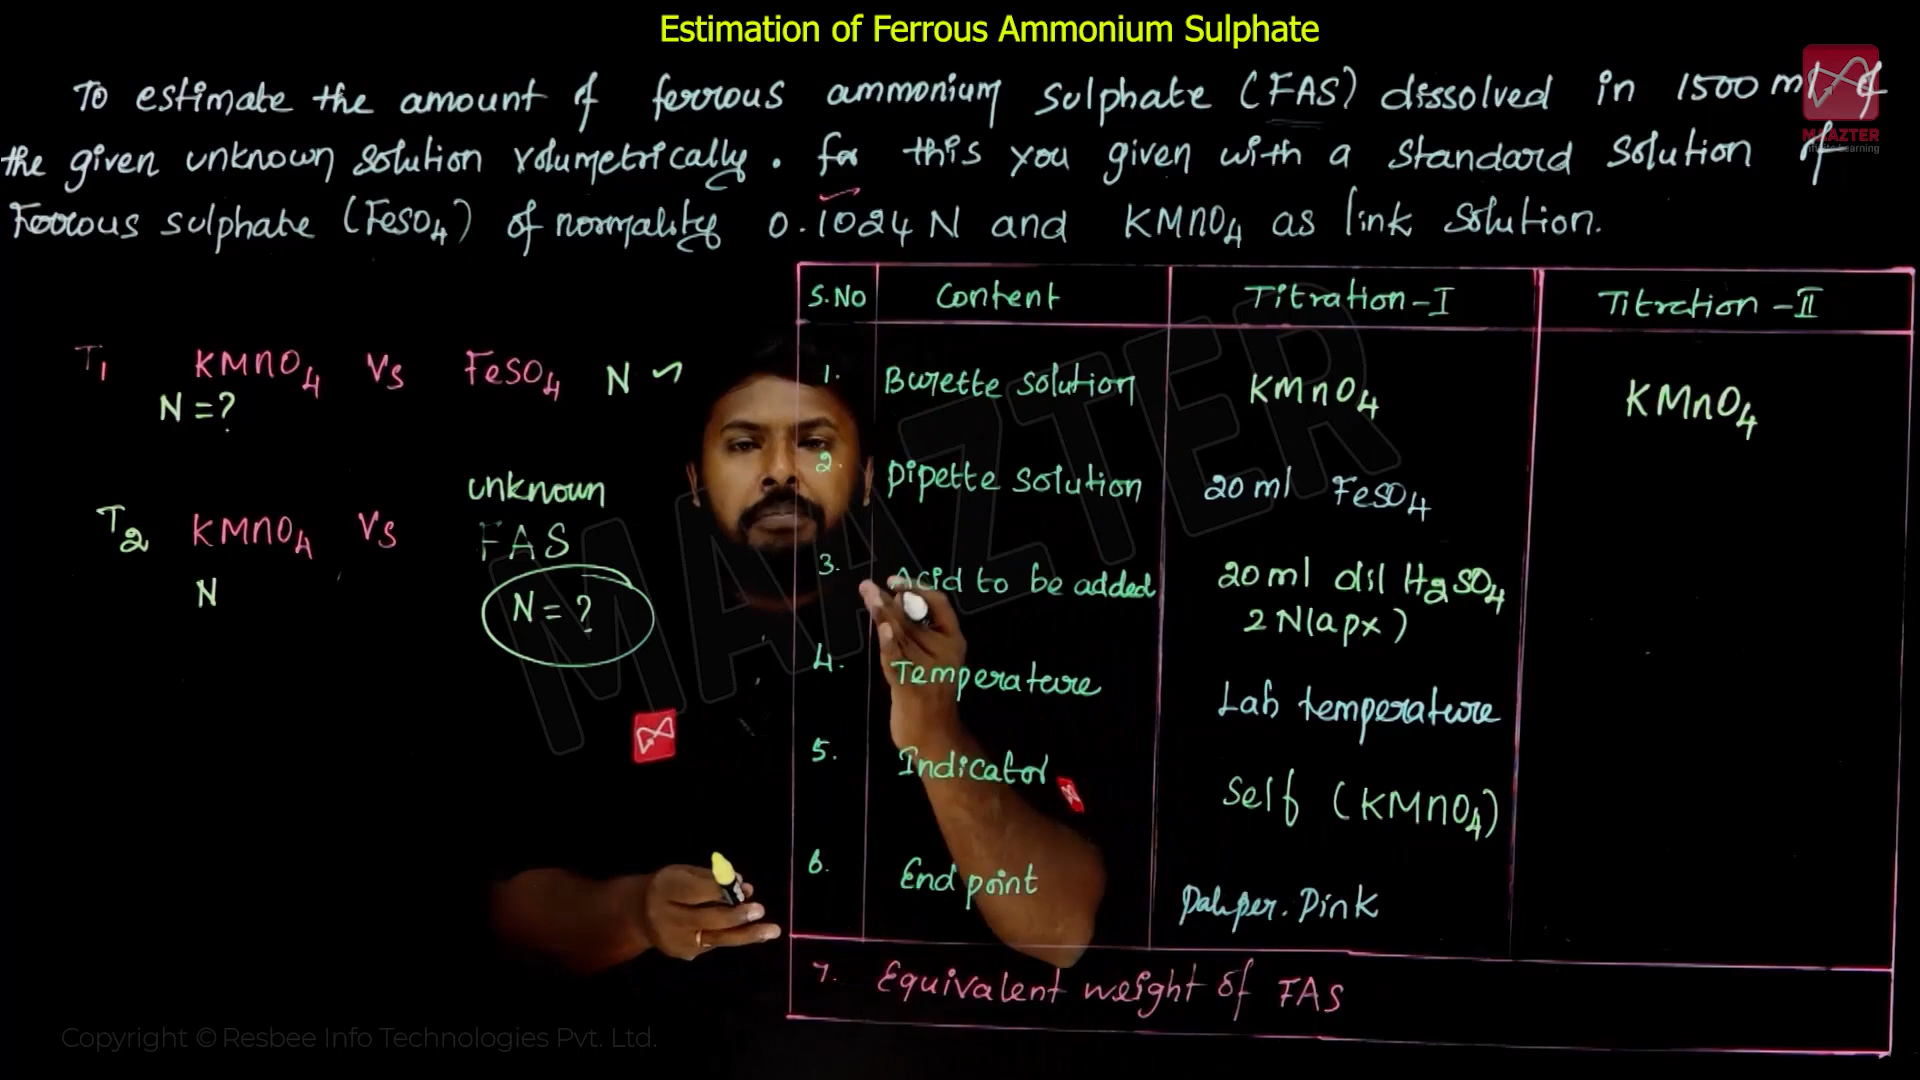 Estimation of Ferrous Ammonium Sulphate
To estimate the amount of ferrous ammonium sulphate (FAS) dissolved in 1500 ml of
the given unknown solution volumetrically. for this you given with a standard solution of
Ferrous sulphate (FeSO4) of normality 0.1024 N and KMnO4 as link solution.
MAAZTER
Infinite Learning
S.No Content Titration-I Titration-II
T1 KMnO4 Vs FeSO4 N
N=?
1. Burette solution KMnO4 KMnO4
2. Pipette solution 20 ml FeSO4
unknown
T2 KMnO4 Vs FAS
N N=?
3. Acid to be added 20 ml dil H2SO4
2 N(apx)
4. Temperature Lab temperature
5. Indicator Self (KMnO4)
6. End point Pale per. Pink
7. Equivalent weight of FAS
MAAZTER
Copyright © Resbee Info Technologies Pvt. Ltd.